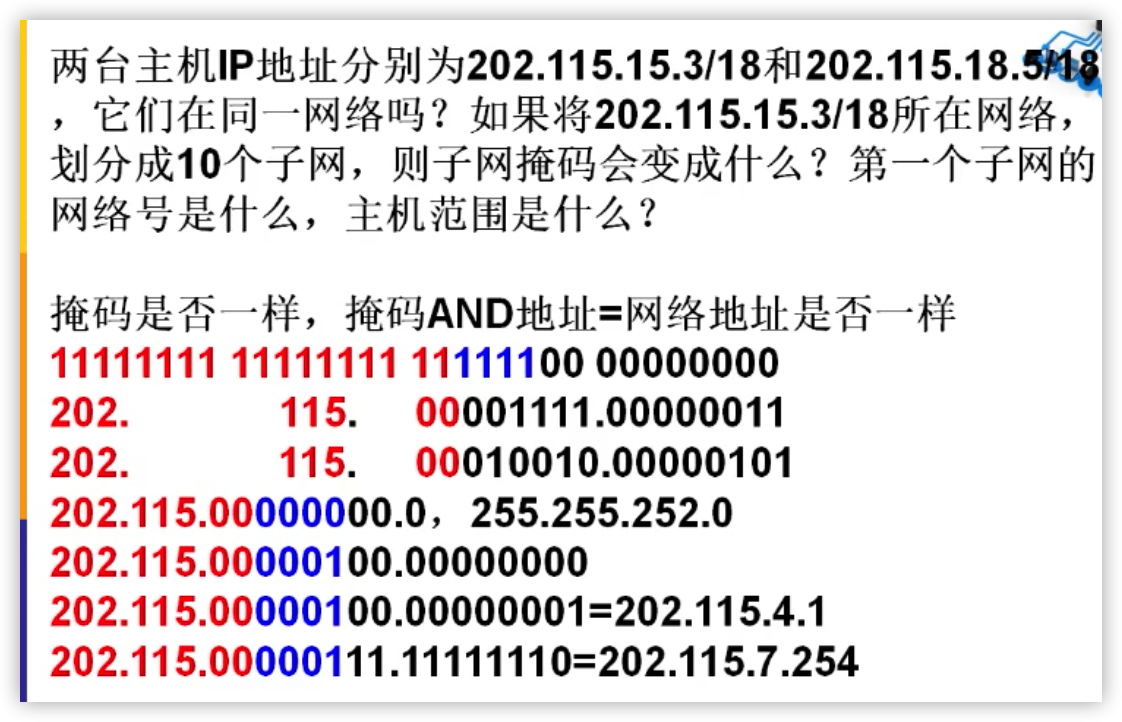 两台主机IP地址分别为202.115.15.3/18和202.115.18.5/18
，它们在同一网络吗？如果将202.115.15.3/18所在网络，
划分成10个子网，则子网掩码会变成什么？第一个子网的
网络号是什么，主机范围是什么？
掩码是否一样，掩码AND地址=网络地址是否一样
11111111 11111111 11111100 00000000
202. 115. 00001111.00000011
202. 115. 00010010.00000101
202.115.00000000.0，255.255.252.0
202.115.00000100.00000000
202.115.00000100.00000001=202.115.4.1
202.115.00000111.11111110=202.115.7.254